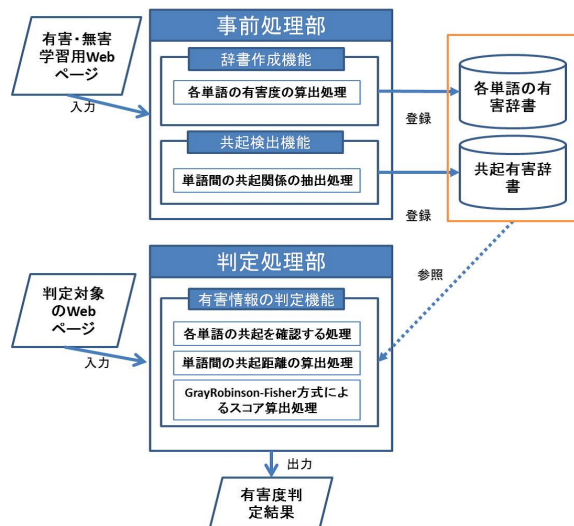 有害・無害
学習用Web
ページ
入力
事前処理部
辞書作成機能
各単語の有害度の算出処理
共起検出機能
単語間の共起関係の抽出処理
登録
登録
各単語の有
害辞書
共起有害辞
書
参照
判定対象
のWeb
ページ
入力
判定処理部
有害情報の判定機能
各単語の共起を確認する処理
単語間の共起距離の算出処理
GrayRobinson-Fisher方式によ
るスコア算出処理
出力
有害度判
定結果